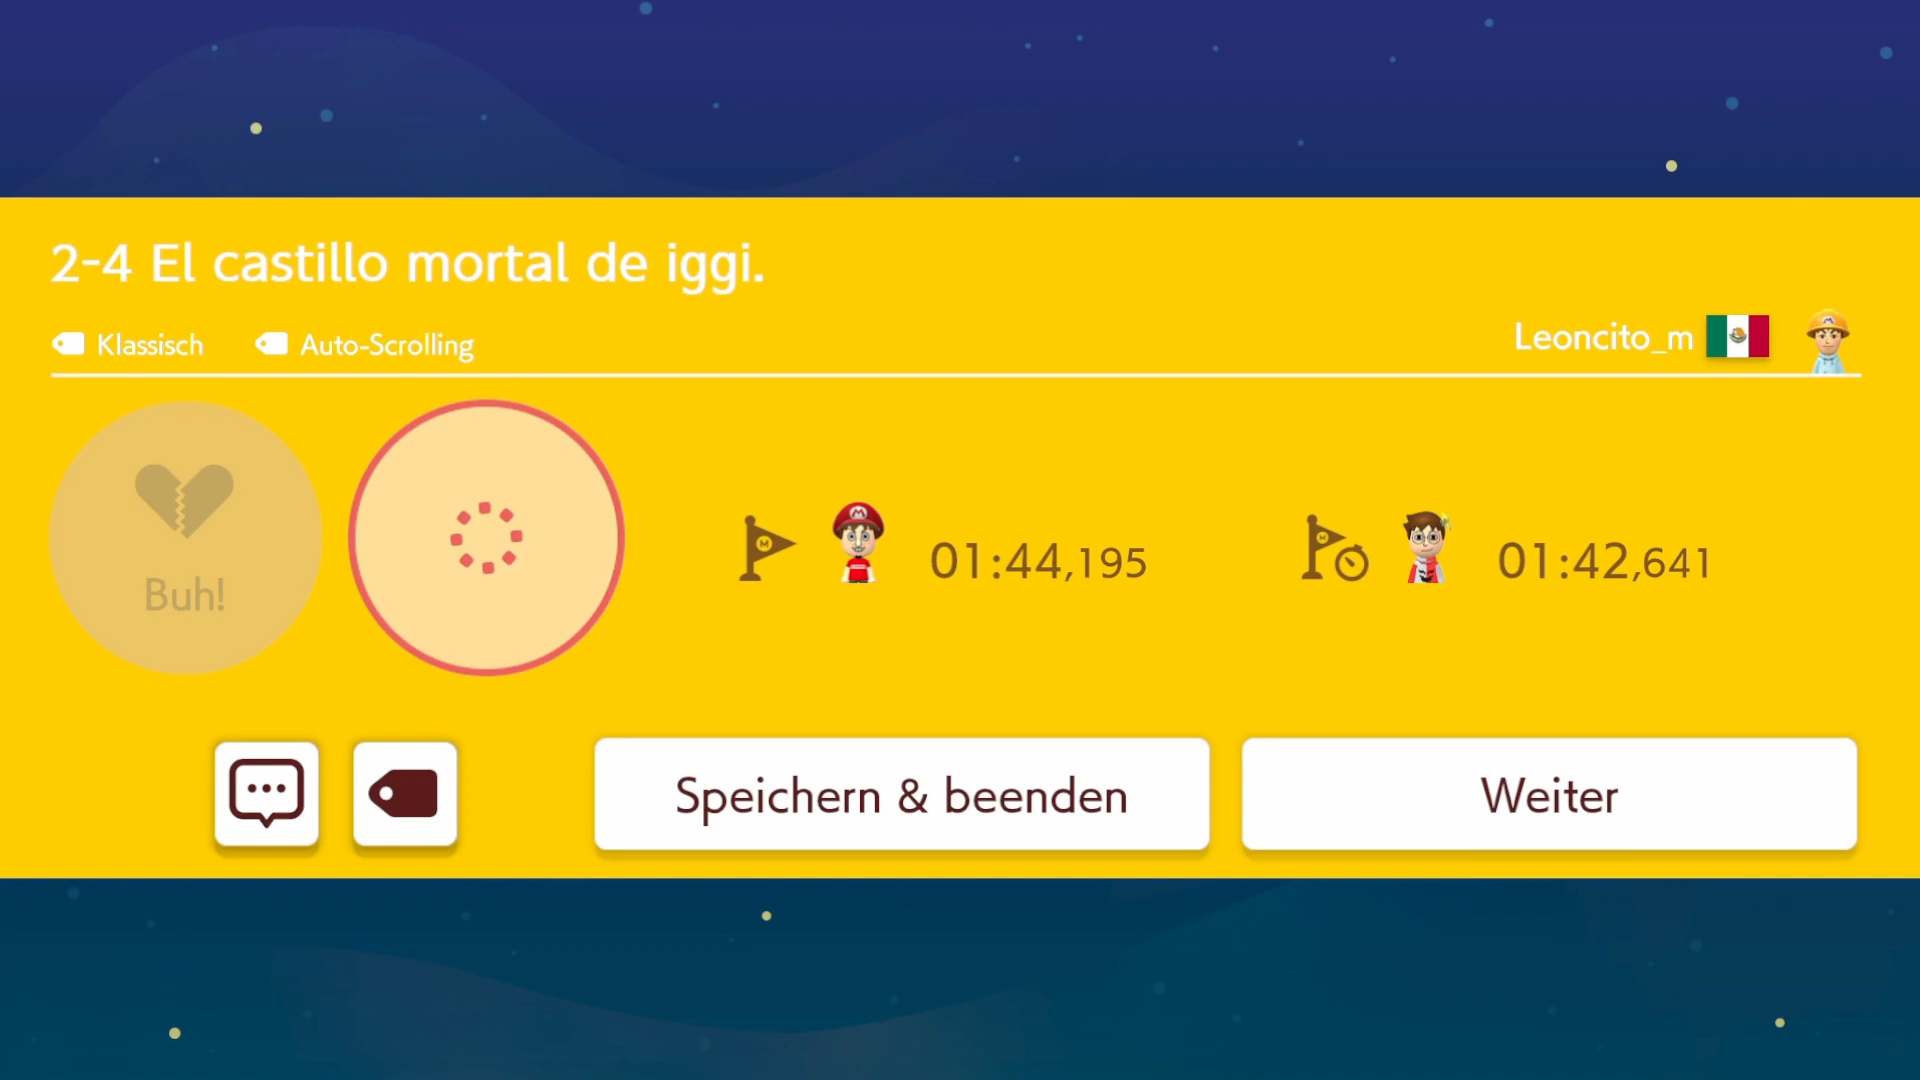 2-4 El castillo mortal de iggi.
Klassisch Auto-Scrolling
Leoncito_m
Buh!
01:44,195 01:42,641
Speichern & beenden
Weiter